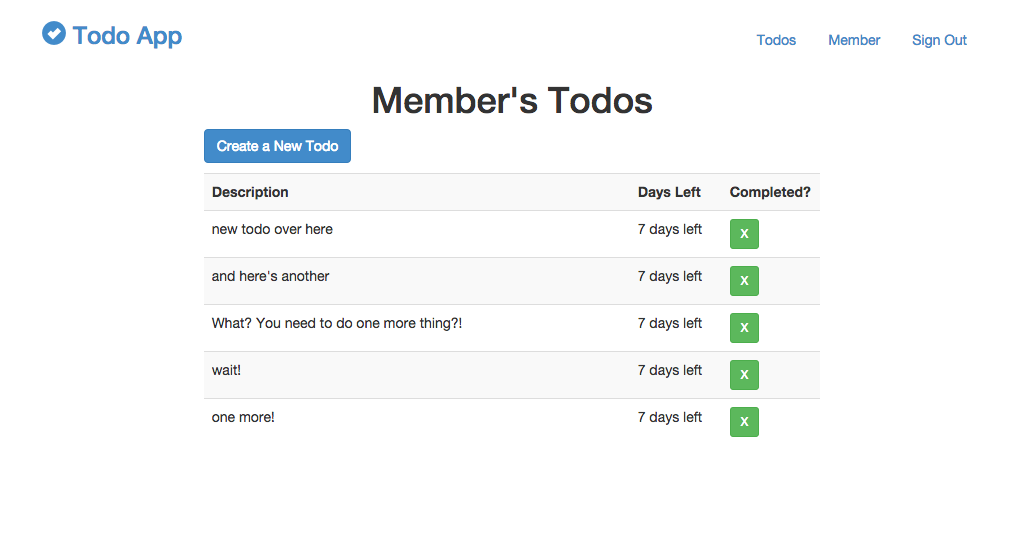 Todo App
Todos Member Sign Out
Member's Todos
Create a New Todo
Description Days Left Completed?
new todo over here 7 days left X
and here's another 7 days left X
What? You need to do one more thing?! 7 days left X
wait! 7 days left X
one more! 7 days left X